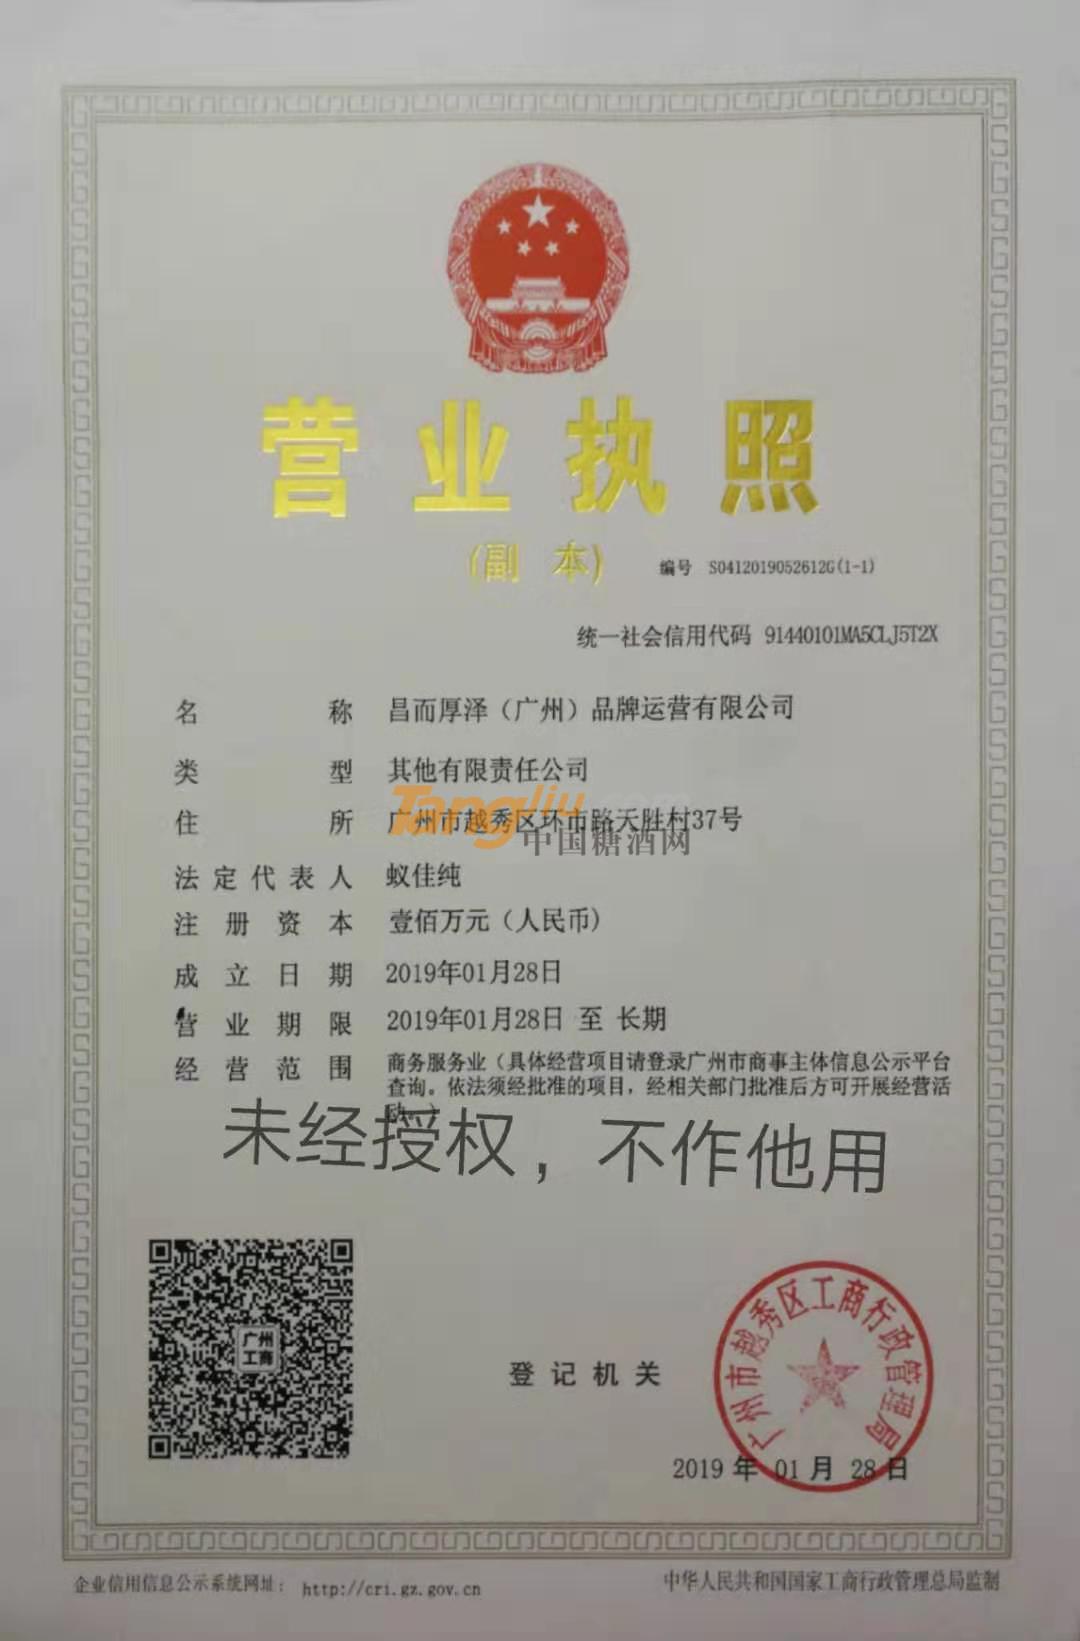 营业执照
(副 本)
编号 S0412019052612G(1-1)
统一社会信用代码 91440101MA5CLJ5T2X
名称 昌而厚泽（广州）品牌运营有限公司
类型 其他有限责任公司
住所 广州市越秀区环市路天胜村37号
Tangjiu.com
中国糖酒网
法定代表人 蚁佳纯
注册资本 壹佰万元（人民币）
成立日期 2019年01月28日
营业期限 2019年01月28日 至 长期
经营范围 商务服务业（具体经营项目请登录广州市商事主体信息公示平台
查询。依法须经批准的项目，经相关部门批准后方可开展经营活
动。）
未经授权，不作他用
广州
工商
登记机关
广州市越秀区工商行政管理局
2019 年 01 月 28 日
企业信用信息公示系统网址： http://cri.gz.gov.cn
中华人民共和国国家工商行政管理总局监制